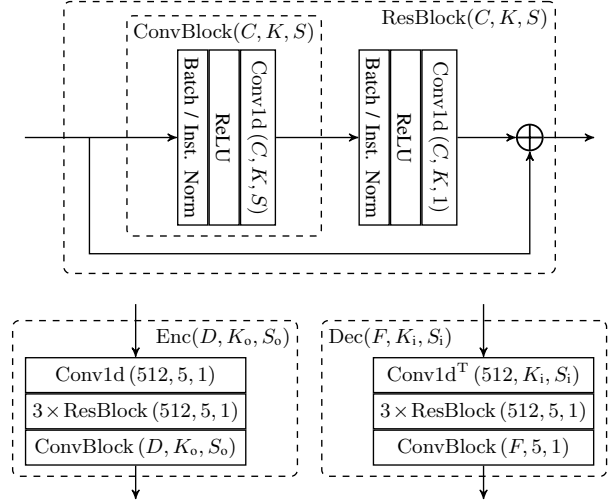 ResBlock(C, K, S)
ConvBlock(C, K, S)
Batch / Inst. Norm
ReLU
Conv1d (C, K, S)
Batch / Inst. Norm
ReLU
Conv1d (C, K, 1)
Enc(D, Kₒ, Sₒ)
Conv1d (512, 5, 1)
3 × ResBlock (512, 5, 1)
ConvBlock (D, Kₒ, Sₒ)
Dec(F, Kᵢ, Sᵢ)
Conv1dᵀ (512, Kᵢ, Sᵢ)
3 × ResBlock (512, 5, 1)
ConvBlock (F, 5, 1)